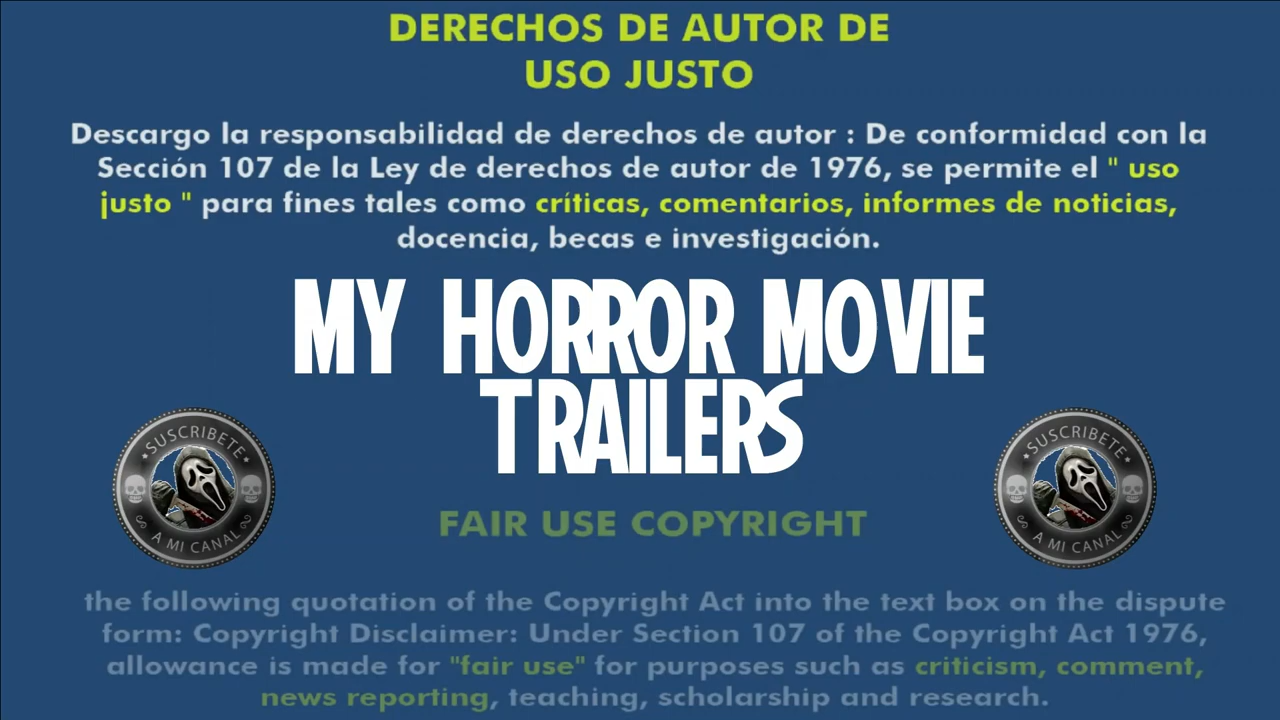 DERECHOS DE AUTOR DE
USO JUSTO
Descargo la responsabilidad de derechos de autor : De conformidad con la
Sección 107 de la Ley de derechos de autor de 1976, se permite el " uso
justo " para fines tales como críticas, comentarios, informes de noticias,
docencia, becas e investigación.
MY HORROR MOVIE
TRAILERS
SUSCRIBETE
A MI CANAL
SUSCRIBETE
A MI CANAL
FAIR USE COPYRIGHT
the following quotation of the Copyright Act into the text box on the dispute
form: Copyright Disclaimer: Under Section 107 of the Copyright Act 1976,
allowance is made for "fair use" for purposes such as criticism, comment,
news reporting, teaching, scholarship and research.